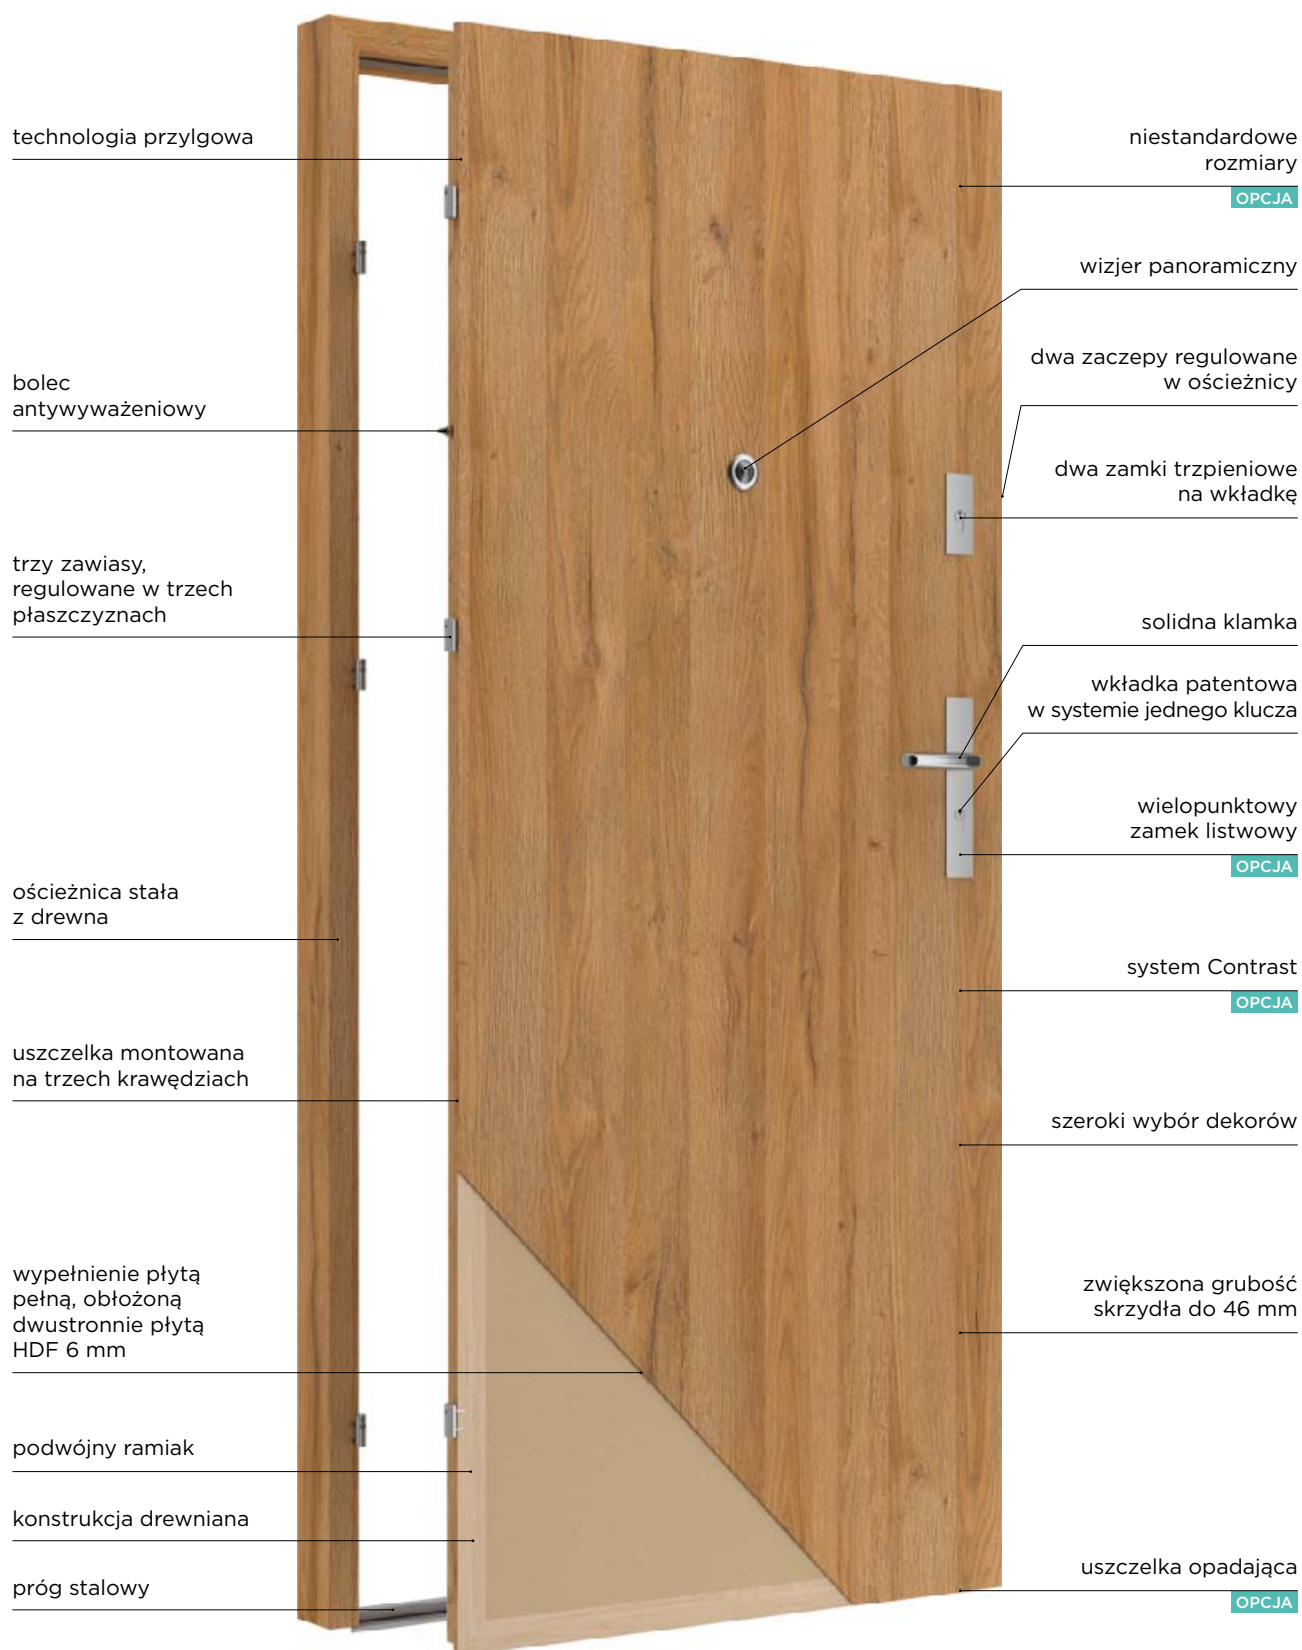 technologia przylgowa
bolec
antywyważeniowy
trzy zawiasy,
regulowane w trzech
płaszczyznach
ościeżnica stała
z drewna
uszczelka montowana
na trzech krawędziach
wypełnienie płytą
pełną, obłożoną
dwustronnie płytą
HDF 6 mm
podwójny ramiak
konstrukcja drewniana
próg stalowy
niestandardowe
rozmiary
OPCJA
wizjer panoramiczny
dwa zaczepy regulowane
w ościeżnicy
dwa zamki trzpieniowe
na wkładkę
solidna klamka
wkładka patentowa
w systemie jednego klucza
wielopunktowy
zamek listwowy
OPCJA
system Contrast
OPCJA
szeroki wybór dekorów
zwiększona grubość
skrzydła do 46 mm
uszczelka opadająca
OPCJA